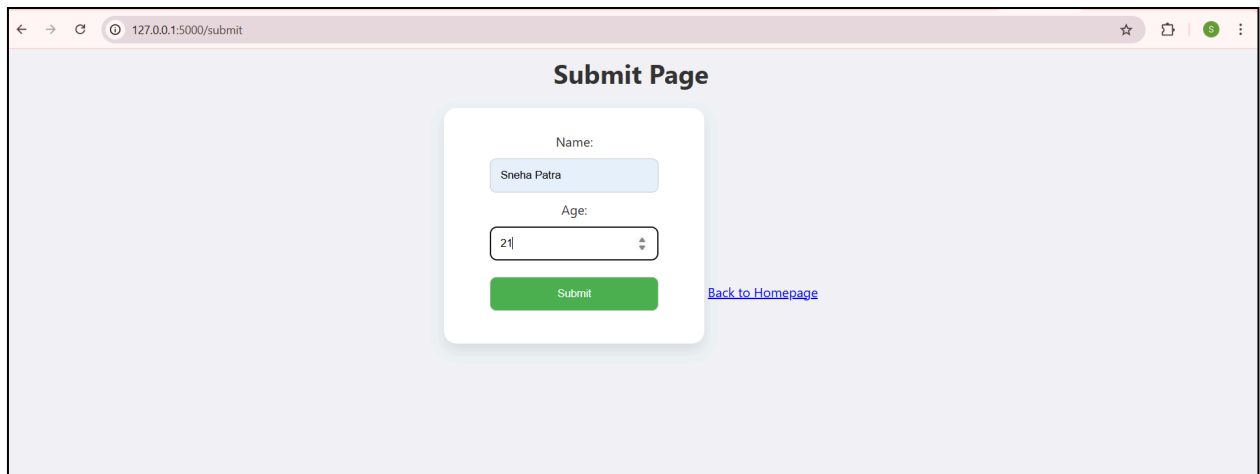 127.0.0.1:5000/submit
S
Submit Page
Name:
Sneha Patra
Age:
21
Submit
Back to Homepage